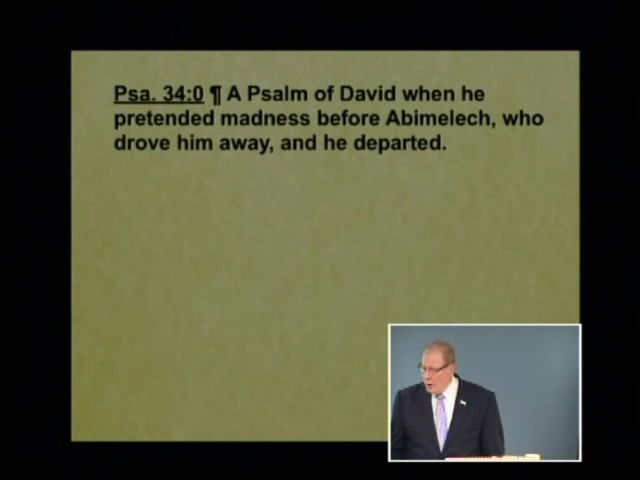 Psa. 34:0 ¶ A Psalm of David when he
pretended madness before Abimelech, who
drove him away, and he departed.